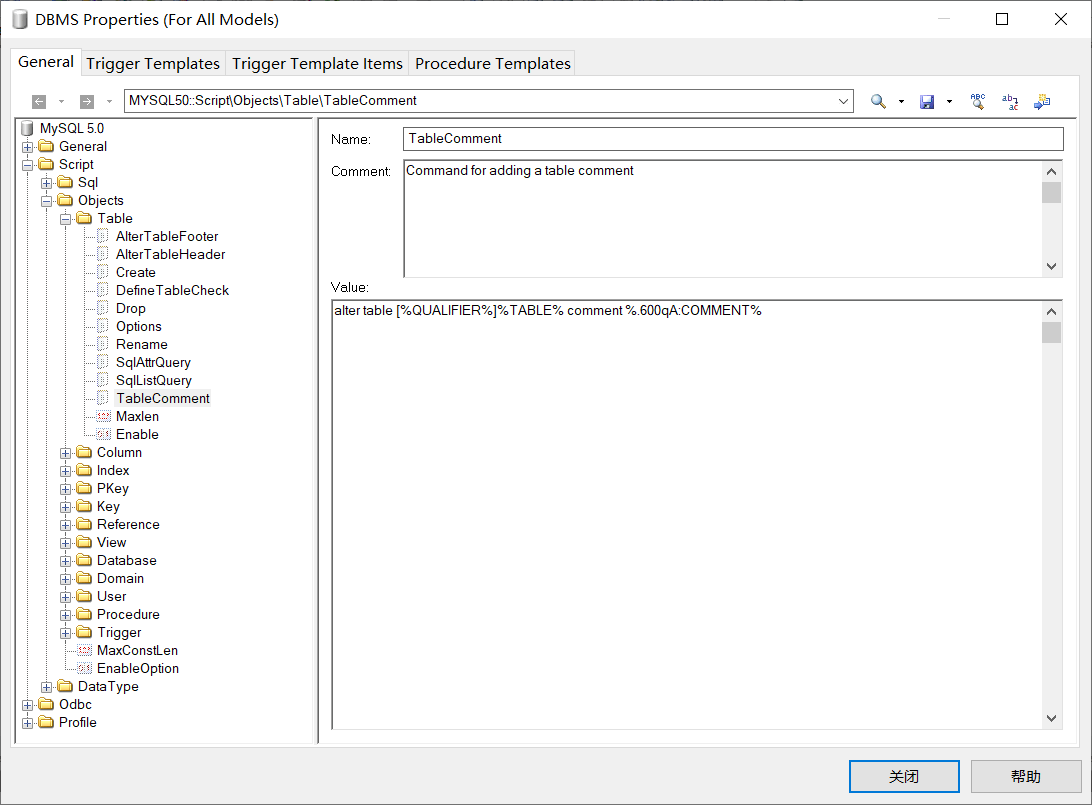 DBMS Properties (For All Models)
General
Trigger Templates
Trigger Template Items
Procedure Templates
MYSQL50::Script\Objects\Table\TableComment
MySQL 5.0
General
Script
Sql
Objects
Table
AlterTableFooter
AlterTableHeader
Create
DefineTableCheck
Drop
Options
Rename
SqlAttrQuery
SqlListQuery
TableComment
Maxlen
Enable
Column
Index
PKey
Key
Reference
View
Database
Domain
User
Procedure
Trigger
MaxConstLen
EnableOption
DataType
Odbc
Profile
Name:
TableComment
Comment:
Command for adding a table comment
Value:
alter table [%QUALIFIER%]%TABLE% comment %.600qA:COMMENT%
关闭
帮助